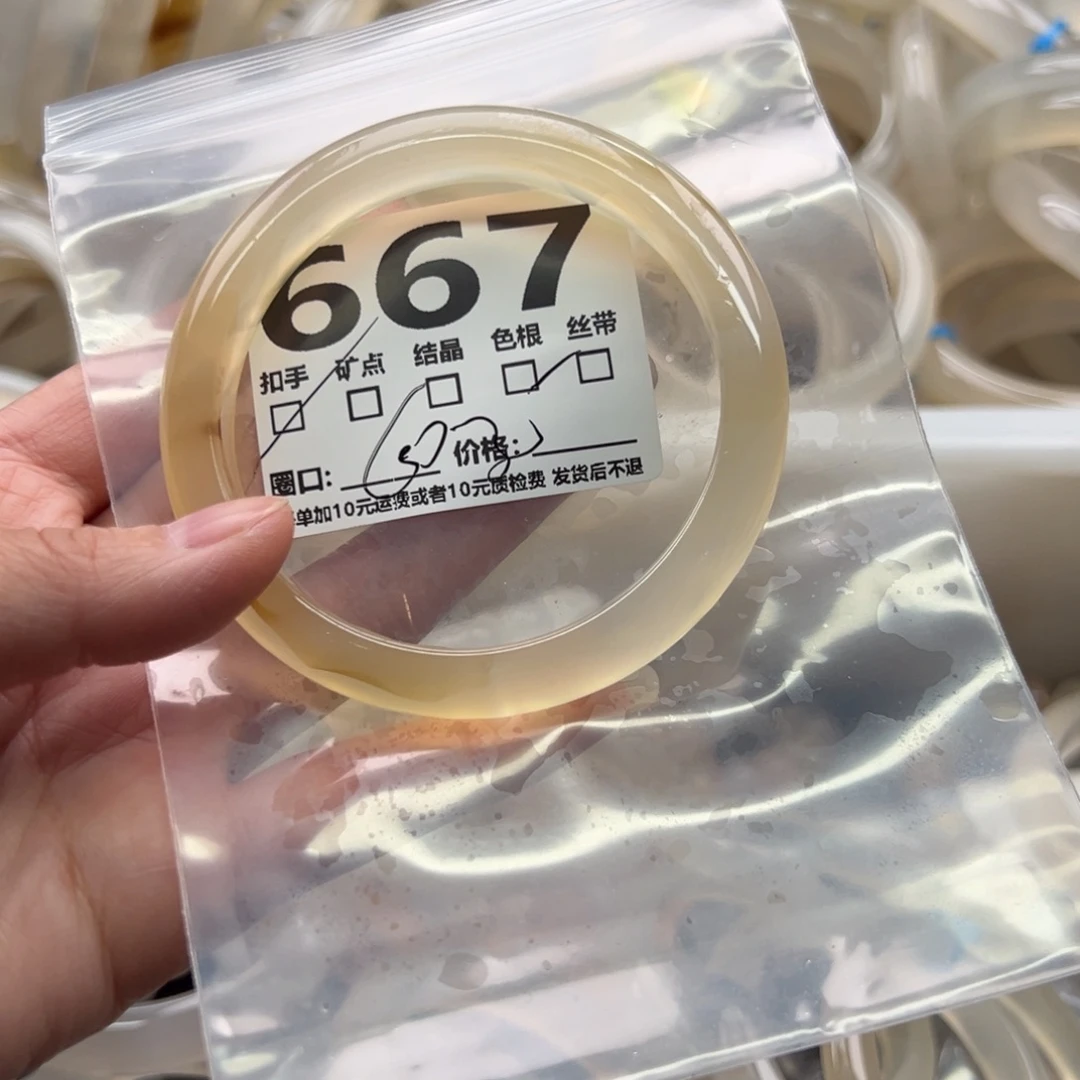 667
扣手 矿点 结晶 色根 丝带
圈口: 价格:
单加10元运费或者10元质检费 发货后不退